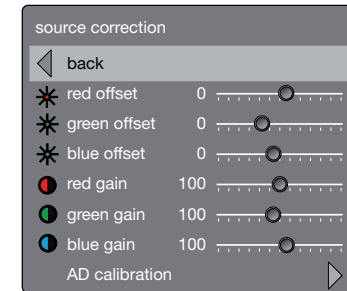 source correction
back
red offset 0
green offset 0
blue offset 0
red gain 100
green gain 100
blue gain 100
AD calibration